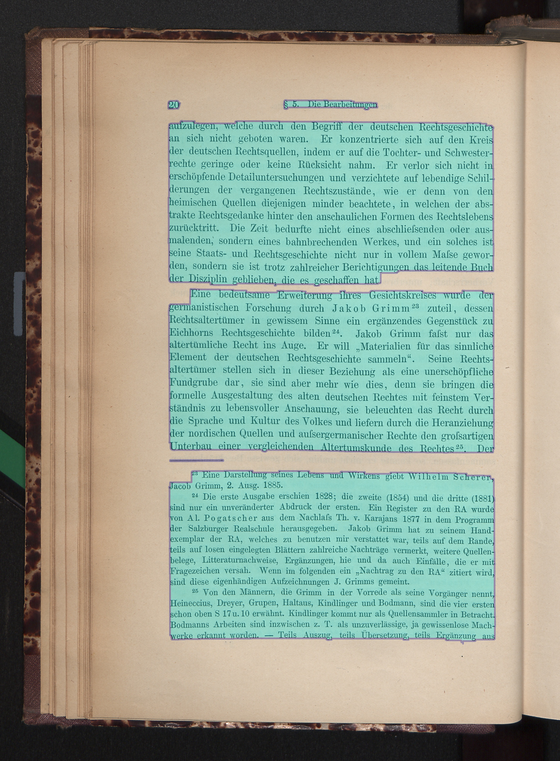 20 § 5. Die Bearbeitungen
aufzulegen, welche durch den Begriff der deutschen Rechtsgeschichte
an sich nicht geboten waren. Er konzentrierte sich auf den Kreis
der deutschen Rechtsquellen, indem er auf die Tochter- und Schwester-
rechte geringe oder keine Rücksicht nahm. Er verlor sich nicht in
erschöpfende Detailuntersuchungen und verzichtete auf lebendige Schil-
derungen der vergangenen Rechtszustände, wie er denn von den
heimischen Quellen diejenigen minder beachtete, in welchen der abs-
trakte Rechtsgedanke hinter den anschaulichen Formen des Rechtslebens
zurücktritt. Die Zeit bedurfte nicht eines abschließenden oder aus-
malenden, sondern eines bahnbrechenden Werkes, und ein solches ist
seine Staats- und Rechtsgeschichte nicht nur in vollem Maße gewor-
den, sondern sie ist trotz zahlreicher Berichtigungen das leitende Buch
der Disziplin geblieben, die es geschaffen hat.
Eine bedeutsame Erweiterung ihres Gesichtskreises wurde der
germanistischen Forschung durch Jakob Grimm²³ zuteil, dessen
Rechtsaltertümer in gewissem Sinne ein ergänzendes Gegenstück zu
Eichhorns Rechtsgeschichte bilden²⁴. Jakob Grimm faßt nur das
altertümliche Recht ins Auge. Er will „Materialien für das sinnliche
Element der deutschen Rechtsgeschichte sammeln“. Seine Rechts-
altertümer stellen sich in dieser Beziehung als eine unerschöpfliche
Fundgrube dar, sie sind aber mehr wie dies, denn sie bringen die
formelle Ausgestaltung des alten deutschen Rechtes mit feinstem Ver-
ständnis zu lebensvoller Anschauung, sie beleuchten das Recht durch
die Sprache und Kultur des Volkes und liefern durch die Heranziehung
der nordischen Quellen und außergermanischer Rechte den großartigen
Unterbau einer vergleichenden Altertumskunde des Rechtes²⁵. Der
²³ Eine Darstellung seines Lebens und Wirkens giebt Wilhelm Scherer,
Jacob Grimm, 2. Ausg. 1885.
²⁴ Die erste Ausgabe erschien 1828; die zweite (1854) und die dritte (1881)
sind nur ein unveränderter Abdruck der ersten. Ein Register zu den RA wurde
von Al. Pogatscher aus dem Nachlaß Th. v. Karajans 1877 in dem Programm
der Salzburger Realschule herausgegeben. Jakob Grimm hat zu seinem Hand-
exemplar der RA, welches zu benutzen mir verstattet war, teils auf dem Rande,
teils auf losen eingelegten Blättern zahlreiche Nachträge vermerkt, weitere Quellen-
belege, Litteraturnachweise, Ergänzungen, hie und da auch Einfälle, die er mit
Fragezeichen versah. Wenn im folgenden ein „Nachtrag zu den RA“ zitiert wird,
sind diese eigenhändigen Aufzeichnungen J. Grimms gemeint.
²⁵ Von den Männern, die Grimm in der Vorrede als seine Vorgänger nennt,
Heineccius, Dreyer, Grupen, Haltaus, Kindlinger und Bodmann, sind die vier ersten
schon oben S 17 n. 10 erwähnt. Kindlinger kommt nur als Quellensammler in Betracht.
Bodmanns Arbeiten sind inzwischen z. T. als unzuverlässige, ja gewissenlose Mach-
werke erkannt worden. — Teils Auszug, teils Übersetzung, teils Ergänzung aus